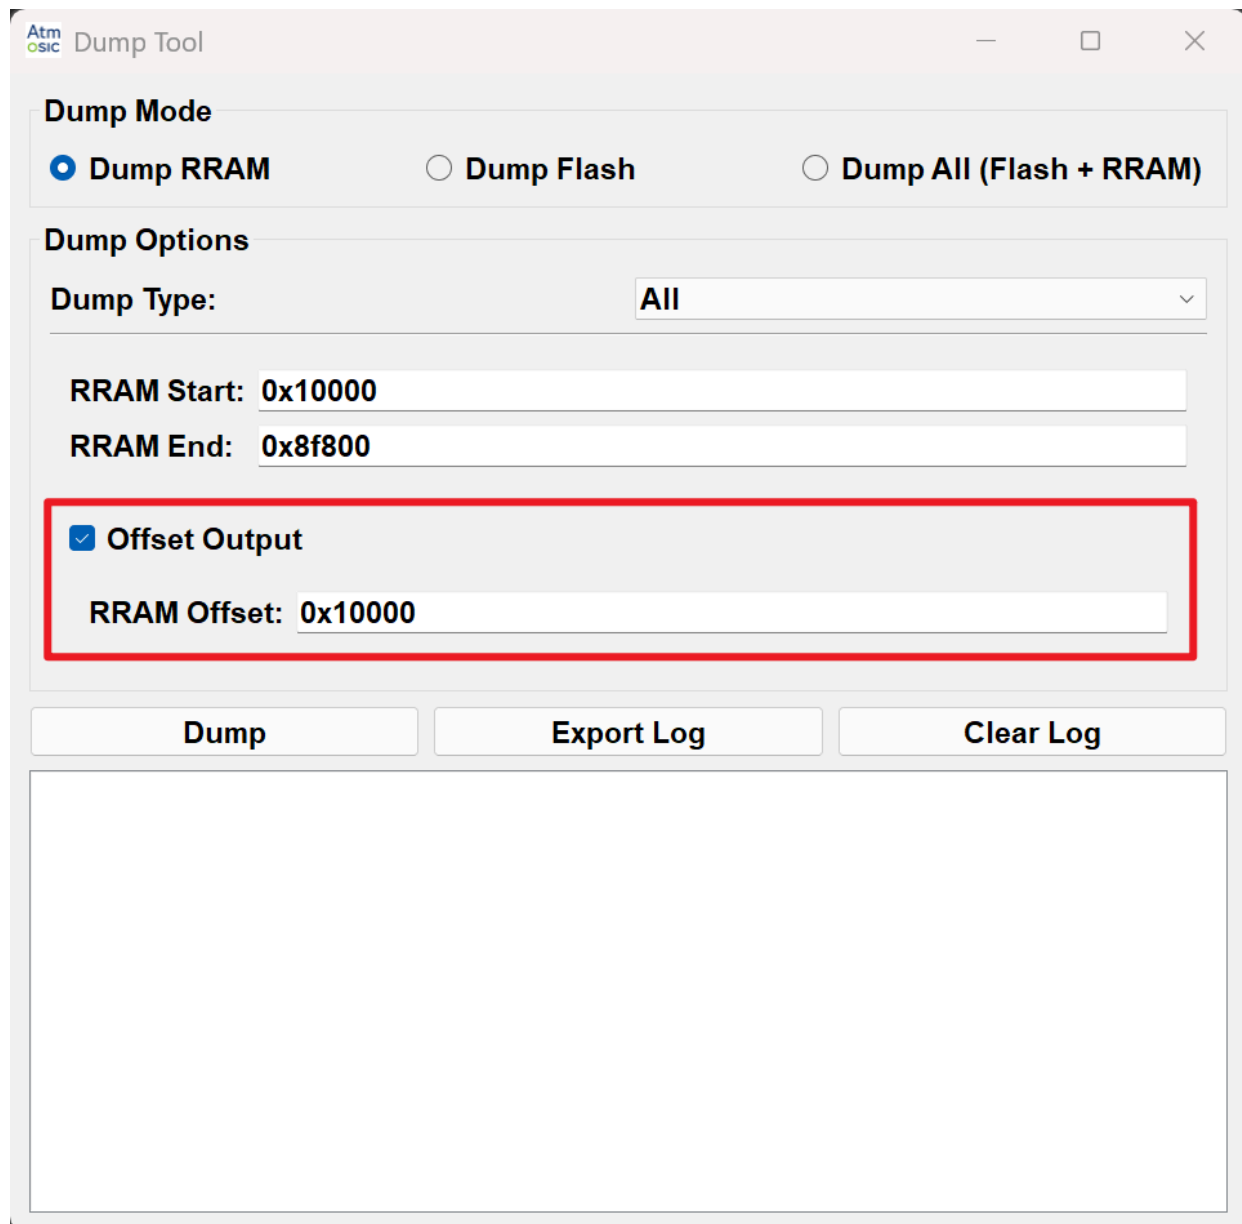 Atm
osic
Dump Tool
Dump Mode
Dump RRAM Dump Flash Dump All (Flash + RRAM)
Dump Options
Dump Type: All
RRAM Start: 0x10000
RRAM End: 0x8f800
Offset Output
RRAM Offset: 0x10000
Dump Export Log Clear Log